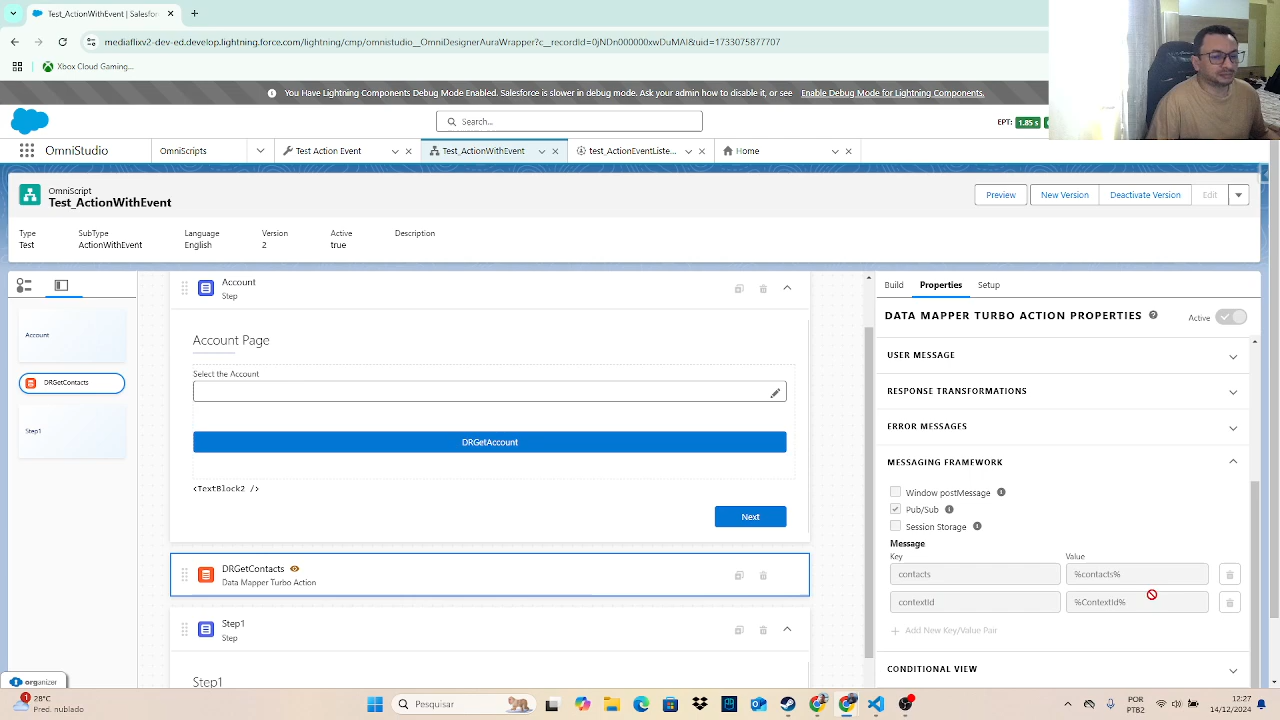 Test_ActionWithEvent | Salesfor
mediaflixx2-dev-ed.develop.lightning.force.com/lightning/cmp/omnistudio__OmniDesignerAuraWrapper?c__recordId=0jNDn000000xwDuMAI&uid=1733075877707
Xbox Cloud Gaming...
You Have Lightning Components Debug Mode Enabled. Salesforce is slower in debug. Ask your admin how to disable it, or see Enable Debug Mode for Lightning Components.
Search...
EPT: 1.85 s
OmniStudio
OmniScripts
Test Action Event
Test_ActionWithEvent
test_ActionEventListe...
Home
OmniScript
Test_ActionWithEvent
Preview
New Version
Deactivate Version
Edit
Type
SubType
Language
Version
Active
Description
Test
ActionWithEvent
English
2
true
Account
DRGetContacts
Step1
Account
Step
Account Page
Select the Account
DRGetAccount
<TextBlock2 />
Next
DRGetContacts
Data Mapper Turbo Action
Step1
Step
Step1
Build
Properties
Setup
DATA MAPPER TURBO ACTION PROPERTIES
Active
USER MESSAGE
RESPONSE TRANSFORMATIONS
ERROR MESSAGES
MESSAGING FRAMEWORK
Window postMessage
Pub/Sub
Session Storage
Message
Key
Value
contacts
%contacts%
contextId
%ContextId%
Add New Key/Value Pair
CONDITIONAL VIEW
organizer
1
28°C
Pred. nublado
Pesquisar
POR
PTB2
12:27
14/12/2024